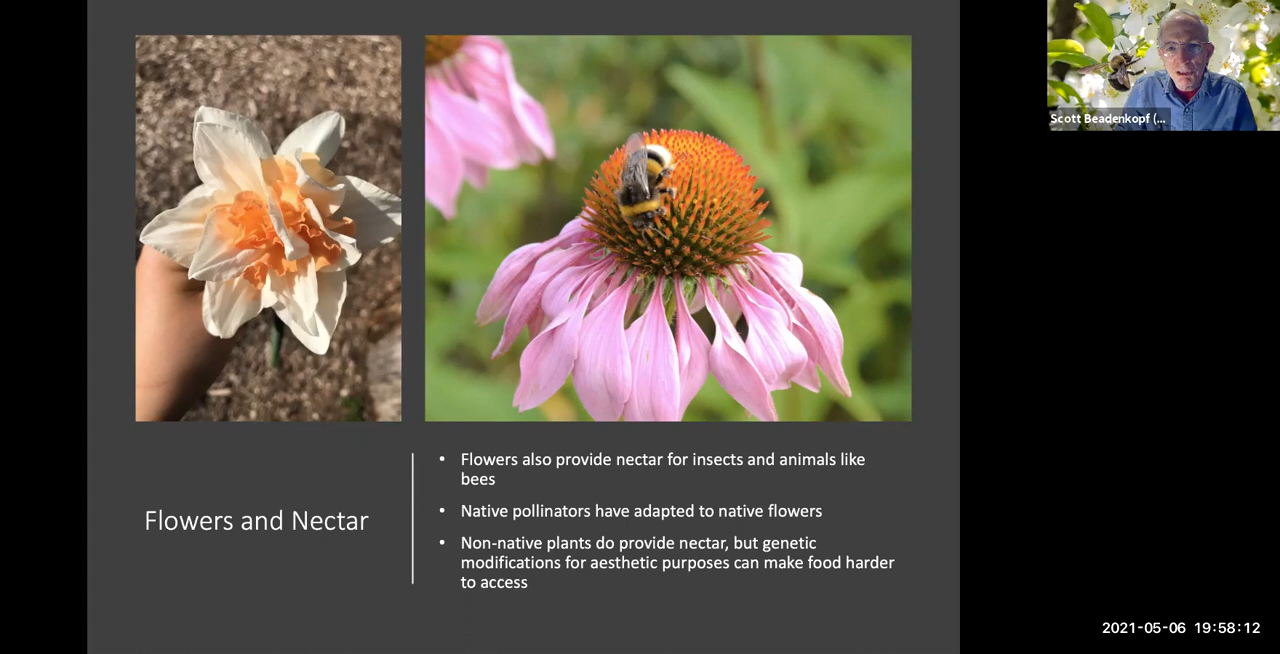 Scott Beadenkopf (...
Flowers and Nectar
• Flowers also provide nectar for insects and animals like
bees
• Native pollinators have adapted to native flowers
• Non-native plants do provide nectar, but genetic
modifications for aesthetic purposes can make food harder
to access
2021-05-06 19:58:12